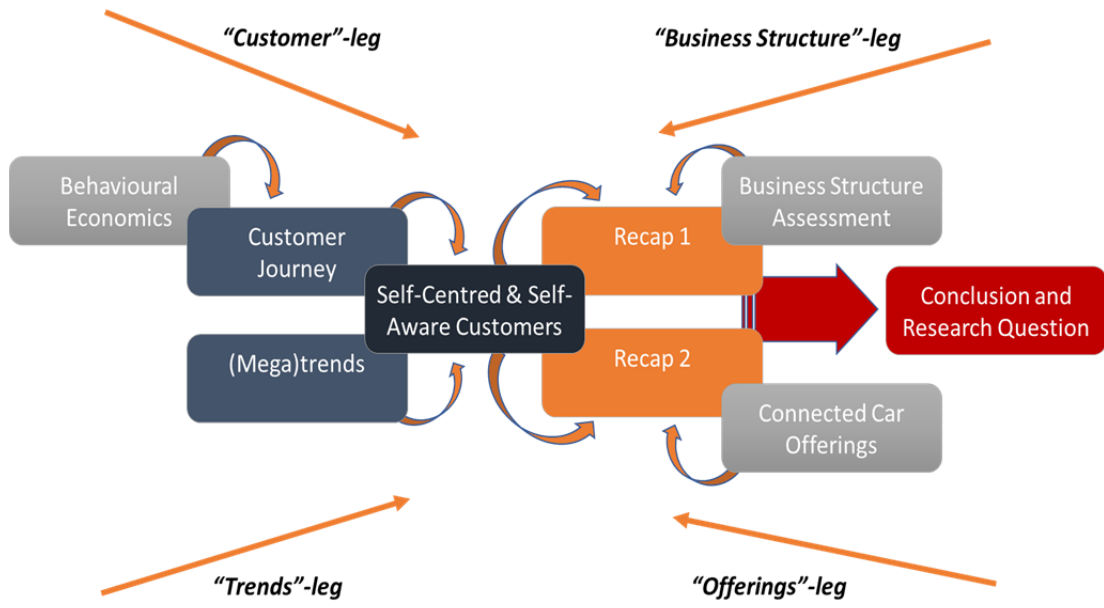 “Customer”-leg
“Business Structure”-leg
Behavioural
Economics
Customer
Journey
Self-Centred & Self-
Aware Customers
(Mega)trends
Recap 1
Recap 2
Business Structure
Assessment
Connected Car
Offerings
Conclusion and
Research Question
“Trends”-leg
“Offerings”-leg